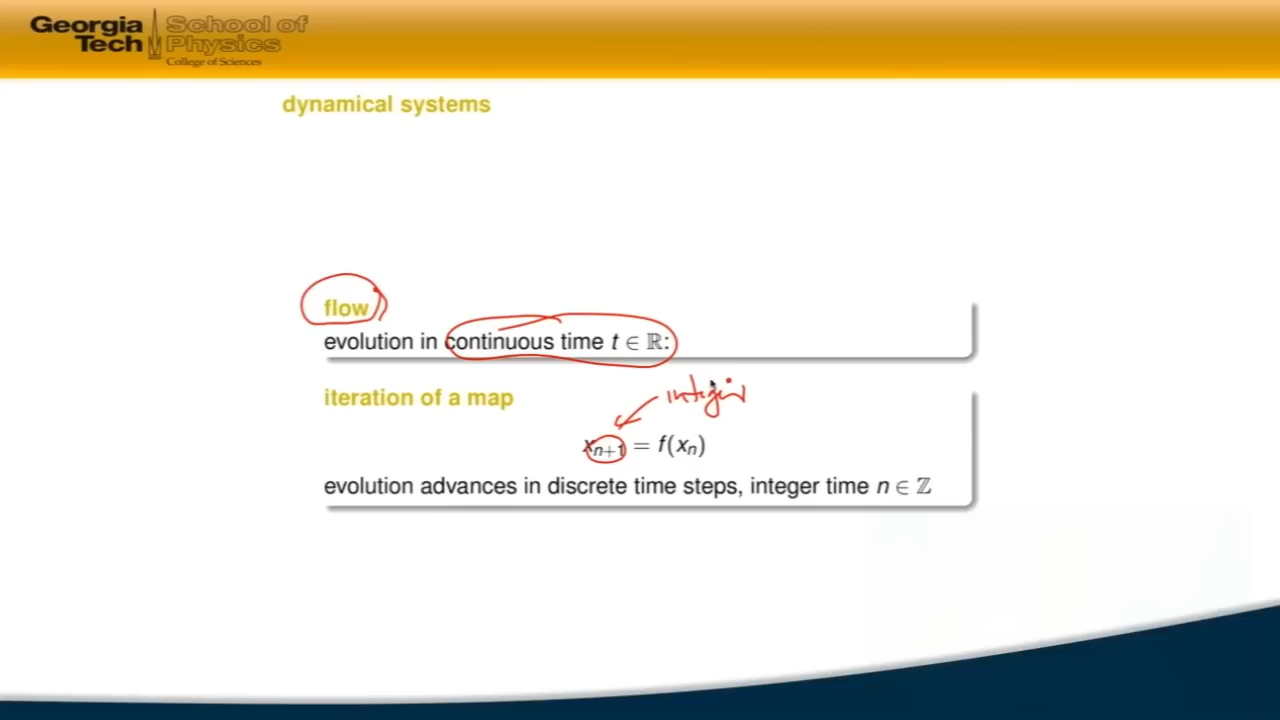 Georgia Tech
School of Physics
College of Sciences
dynamical systems
flow
evolution in continuous time t ∈ ℝ:
iteration of a map
integer
xₙ₊₁ = f(xₙ)
evolution advances in discrete time steps, integer time n ∈ ℤ